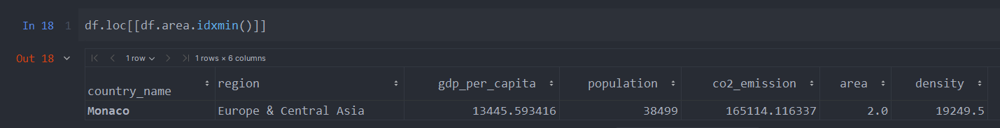 In 18 1 df.loc[[df.area.idxmin()]]
Out 18 1 row 1 rows × 6 columns
country_name region gdp_per_capita population co2_emission area density
Monaco Europe & Central Asia 13445.593416 38499 165114.116337 2.0 19249.5